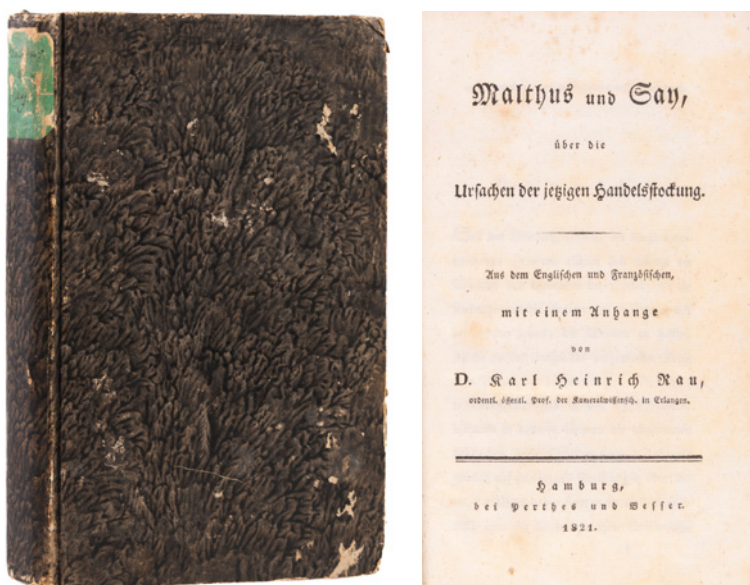 Malthus und Say,
über die
Ursachen der jetzigen Handelsstockung.
Aus dem Englischen und Französischen,
mit einem Anhange
von
D. Karl Heinrich Rau,
ordentl. öffentl. Prof. der Kameralwissensch. in Erlangen.
Hamburg,
bei Perthes und Besser.
1821.